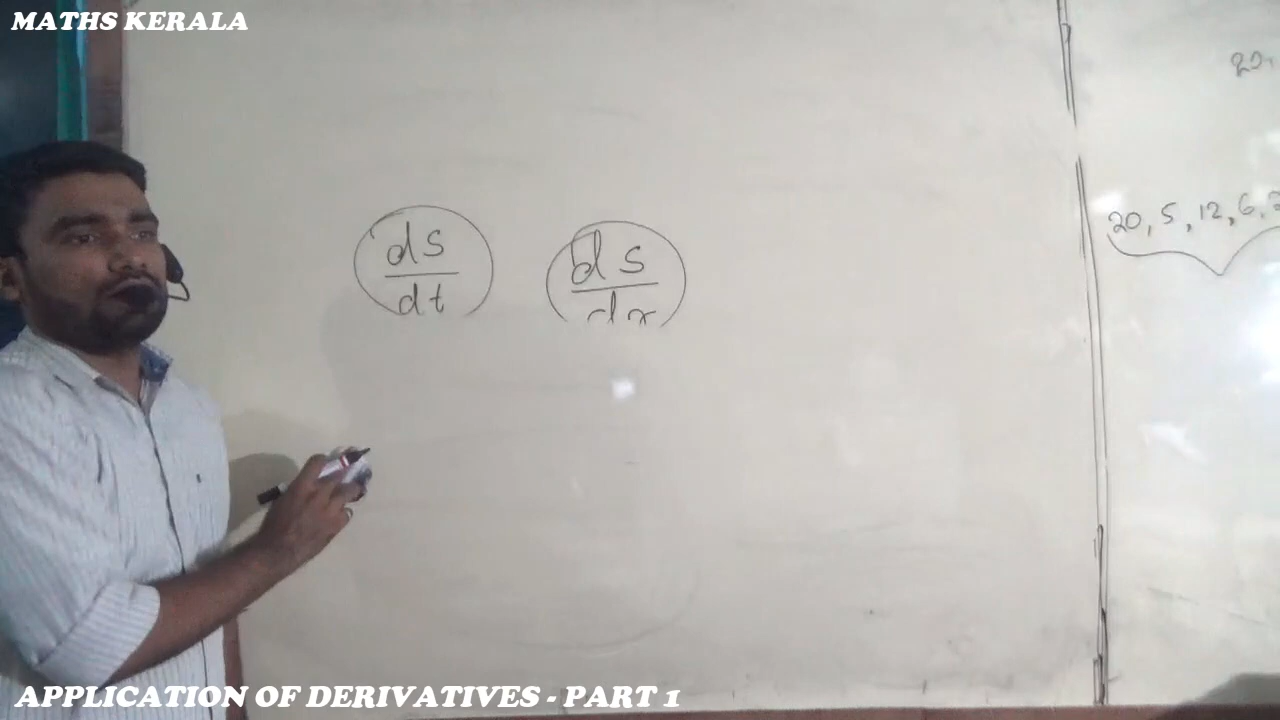 MATHS KERALA
ds/dt ds/dx
20, 5, 12, 6,
APPLICATION OF DERIVATIVES - PART 1